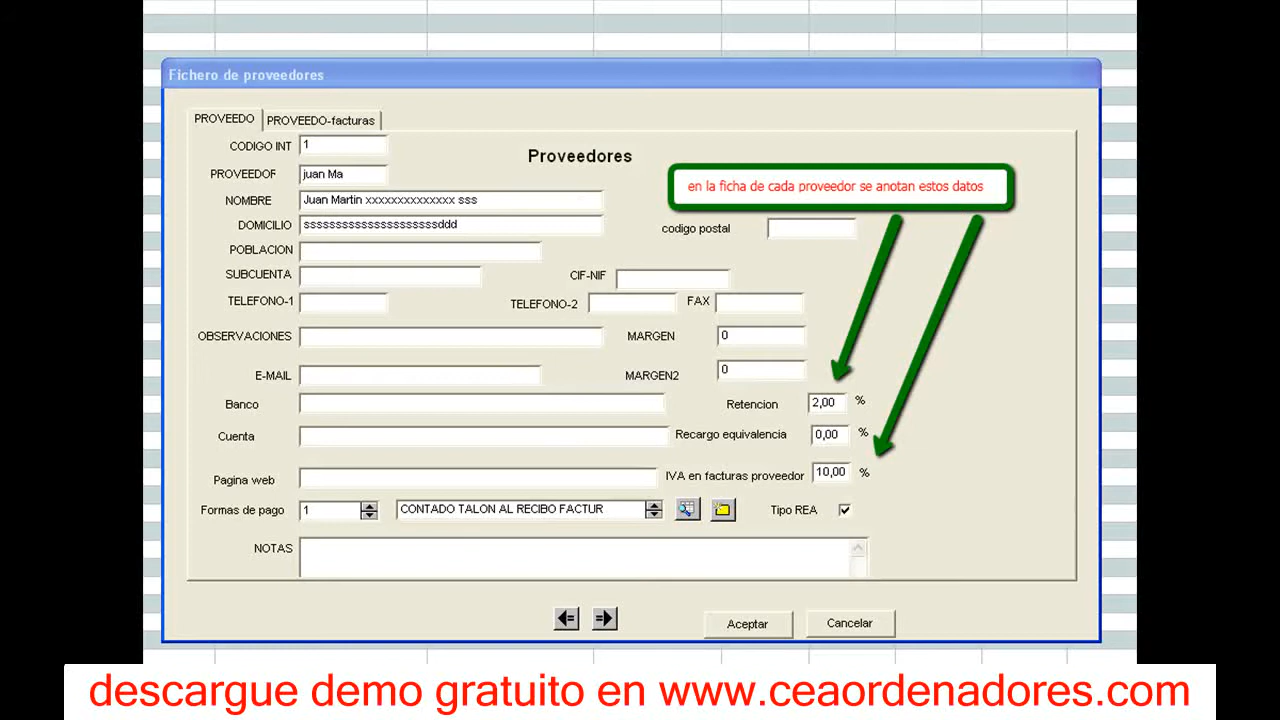 Fichero de proveedores
PROVEEDO PROVEEDO-facturas
CODIGO INT 1
Proveedores
PROVEEDOF juan Ma
en la ficha de cada proveedor se anotan estos datos
NOMBRE Juan Martin xxxxxxxxxxxxxx sss
DOMICILIO sssssssssssssssssssssddd
codigo postal
POBLACION
SUBCUENTA CIF-NIF
TELEFONO-1 TELEFONO-2 FAX
OBSERVACIONES MARGEN 0
E-MAIL MARGEN2 0
Banco Retencion 2,00 %
Cuenta Recargo equivalencia 0,00 %
Pagina web IVA en facturas proveedor 10,00 %
Formas de pago 1 CONTADO TALON AL RECIBO FACTUR Tipo REA
NOTAS
Aceptar Cancelar
descargue demo gratuito en www.ceaordenadores.com